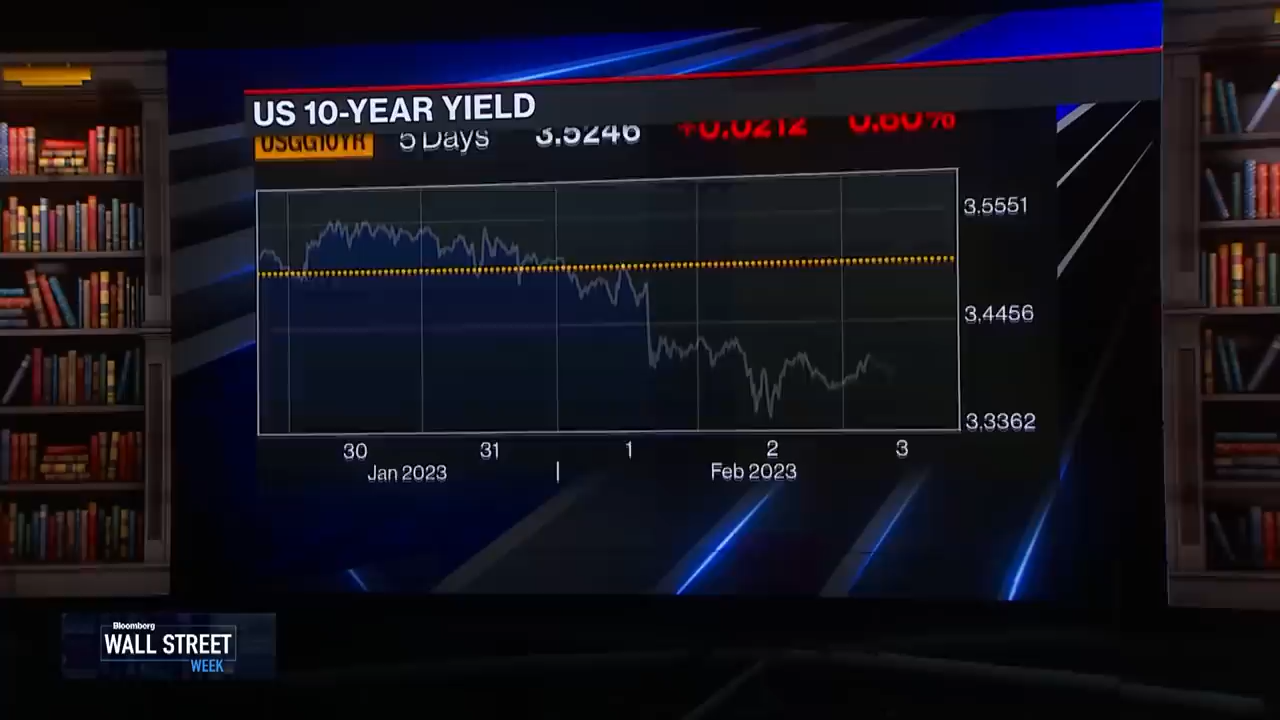 US 10-YEAR YIELD
USGG10YR 5 Days 3.5246 +0.0212 0.60%
3.5551
3.4456
3.3362
30 31 1 2 3
Jan 2023 | Feb 2023
Bloomberg
WALL STREET
WEEK